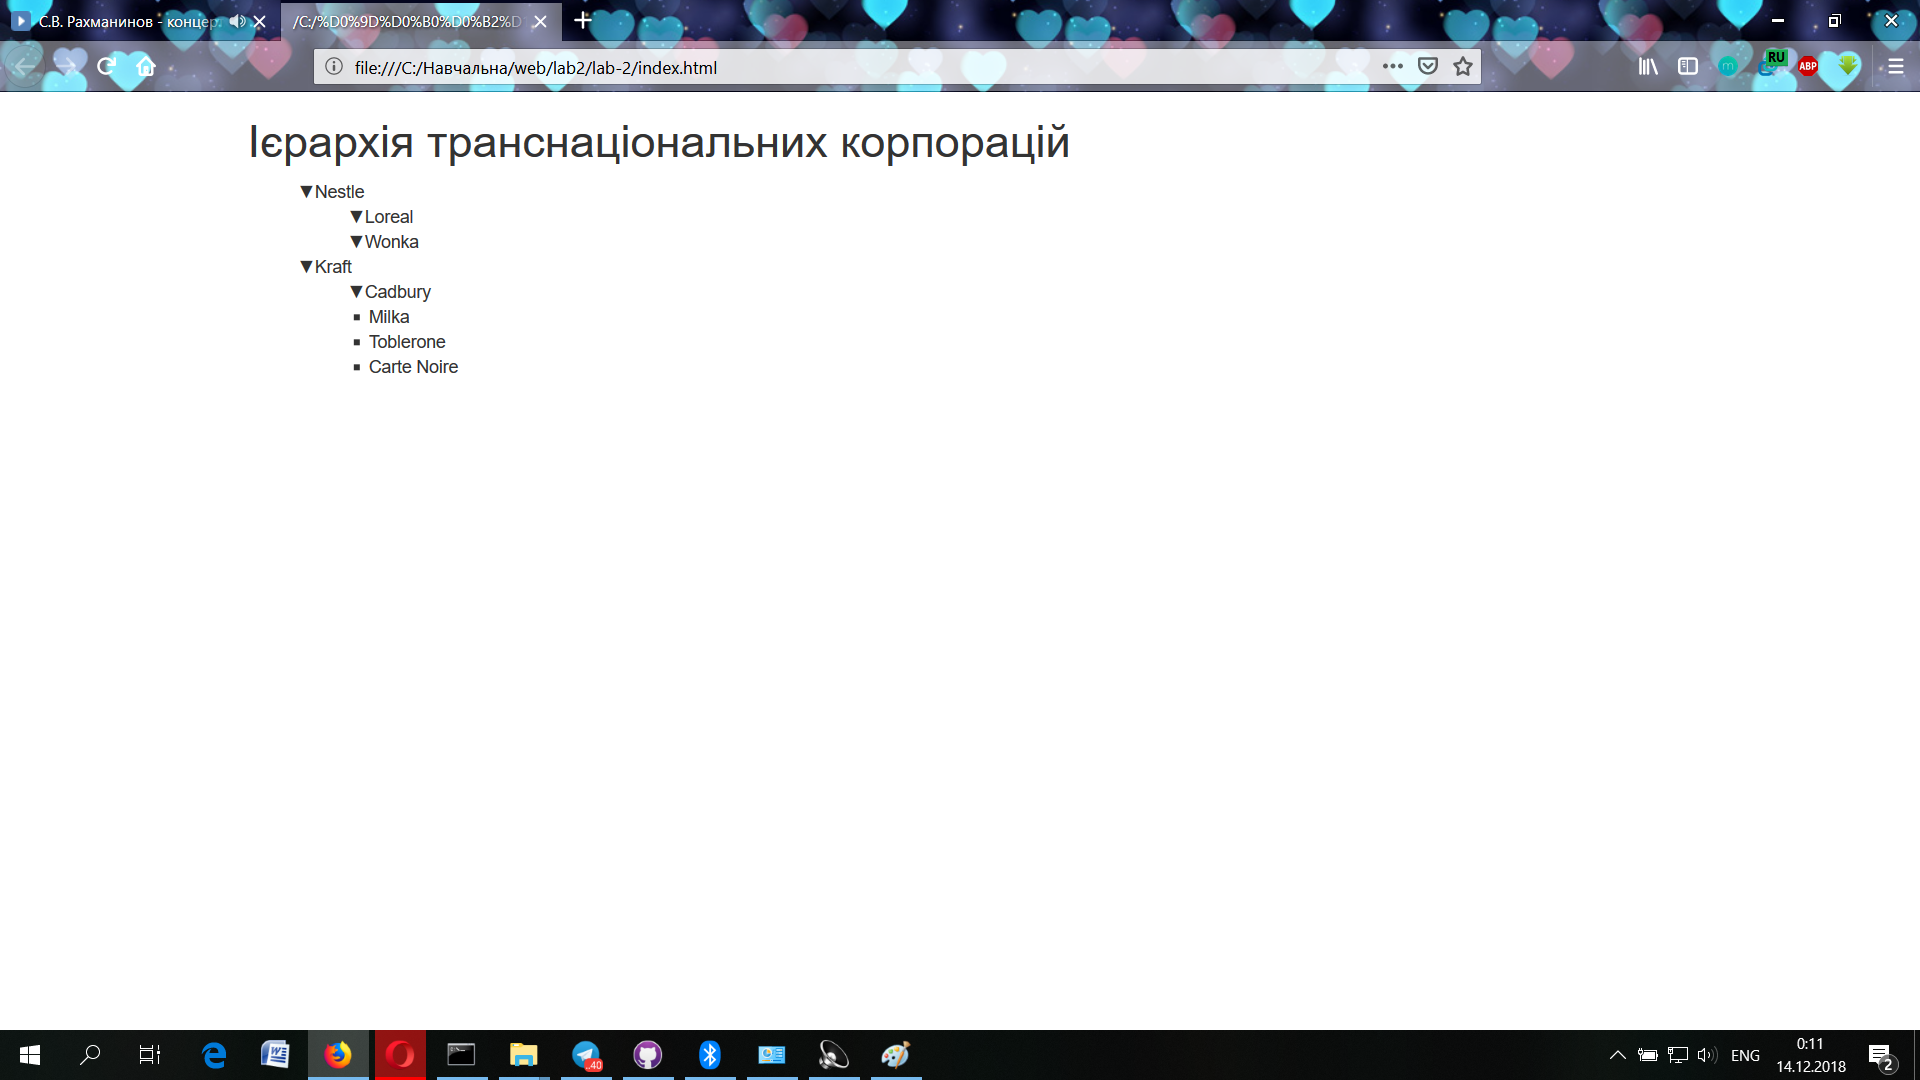 С.В. Рахманинов - концер
/C:/%D0%9D%D0%B0%D0%B2%D
file:///C:/Навчальна/web/lab2/lab-2/index.html
m
RU
ABP
Ієрархія транснаціональних корпорацій
▼Nestle
▼Loreal
▼Wonka
▼Kraft
▼Cadbury
▪ Milka
▪ Toblerone
▪ Carte Noire
..40
ENG
0:11
14.12.2018
2